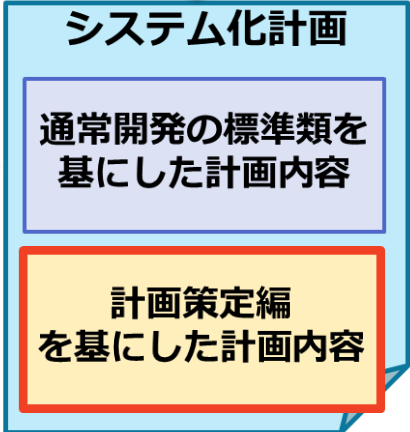 システム化計画
通常開発の標準類を
基にした計画内容
計画策定編
を基にした計画内容